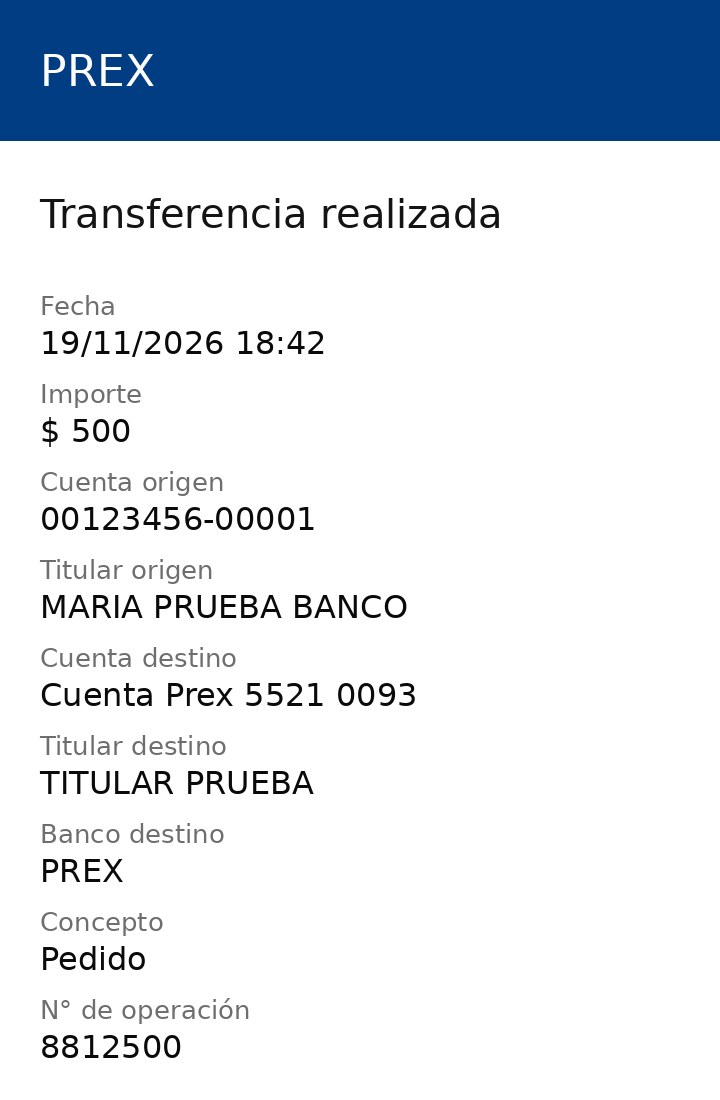 PREX
Transferencia realizada
Fecha
19/11/2026 18:42
Importe
$ 500
Cuenta origen
00123456-00001
Titular origen
MARIA PRUEBA BANCO
Cuenta destino
Cuenta Prex 5521 0093
Titular destino
TITULAR PRUEBA
Banco destino
PREX
Concepto
Pedido
N° de operación
8812500